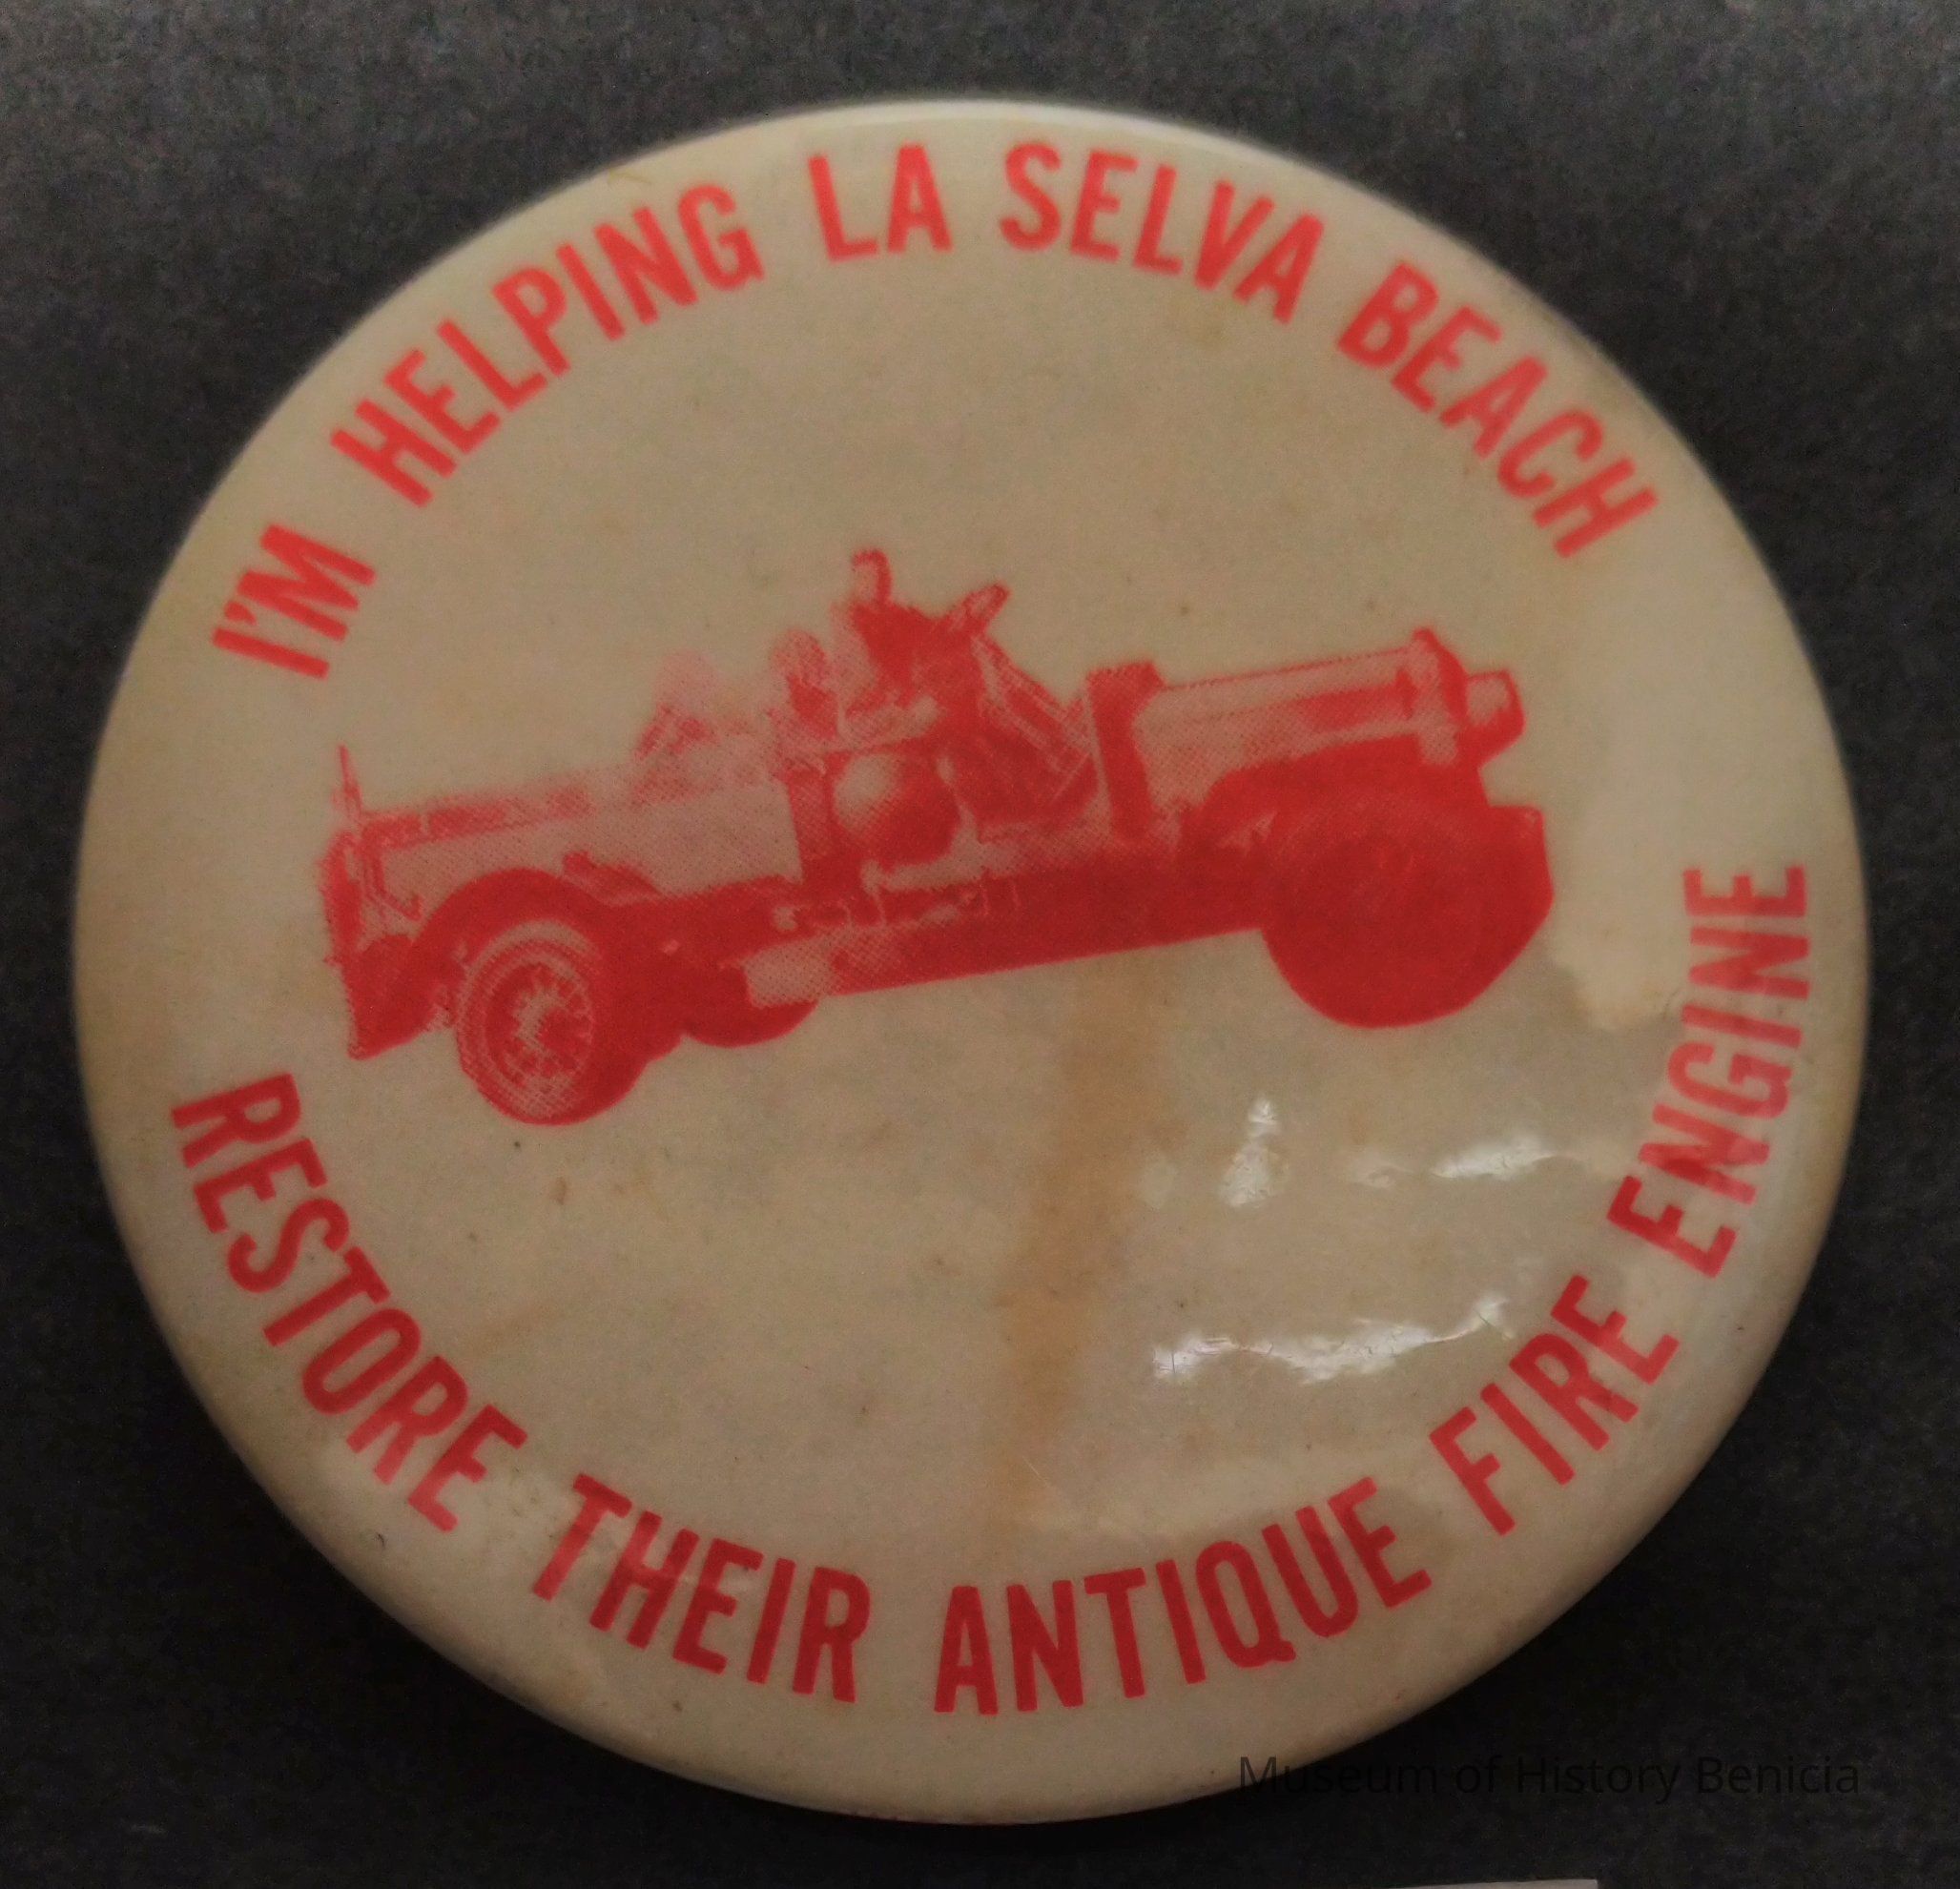 I'M HELPING LA SELVA BEACH
RESTORE THEIR ANTIQUE FIRE ENGINE
Museum of History Benicia